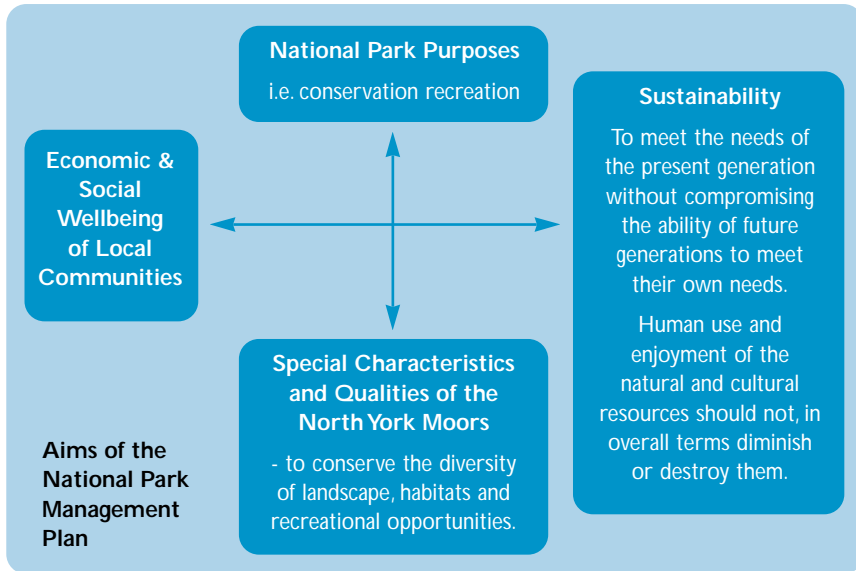 National Park Purposes
i.e. conservation recreation
Economic &
Social
Wellbeing
of Local
Communities
Sustainability
To meet the needs of
the present generation
without compromising
the ability of future
generations to meet
their own needs.
Human use and
enjoyment of the
natural and cultural
resources should not, in
overall terms diminish
or destroy them.
Special Characteristics
and Qualities of the
North York Moors
- to conserve the diversity
of landscape, habitats and
recreational opportunities.
Aims of the
National Park
Management
Plan